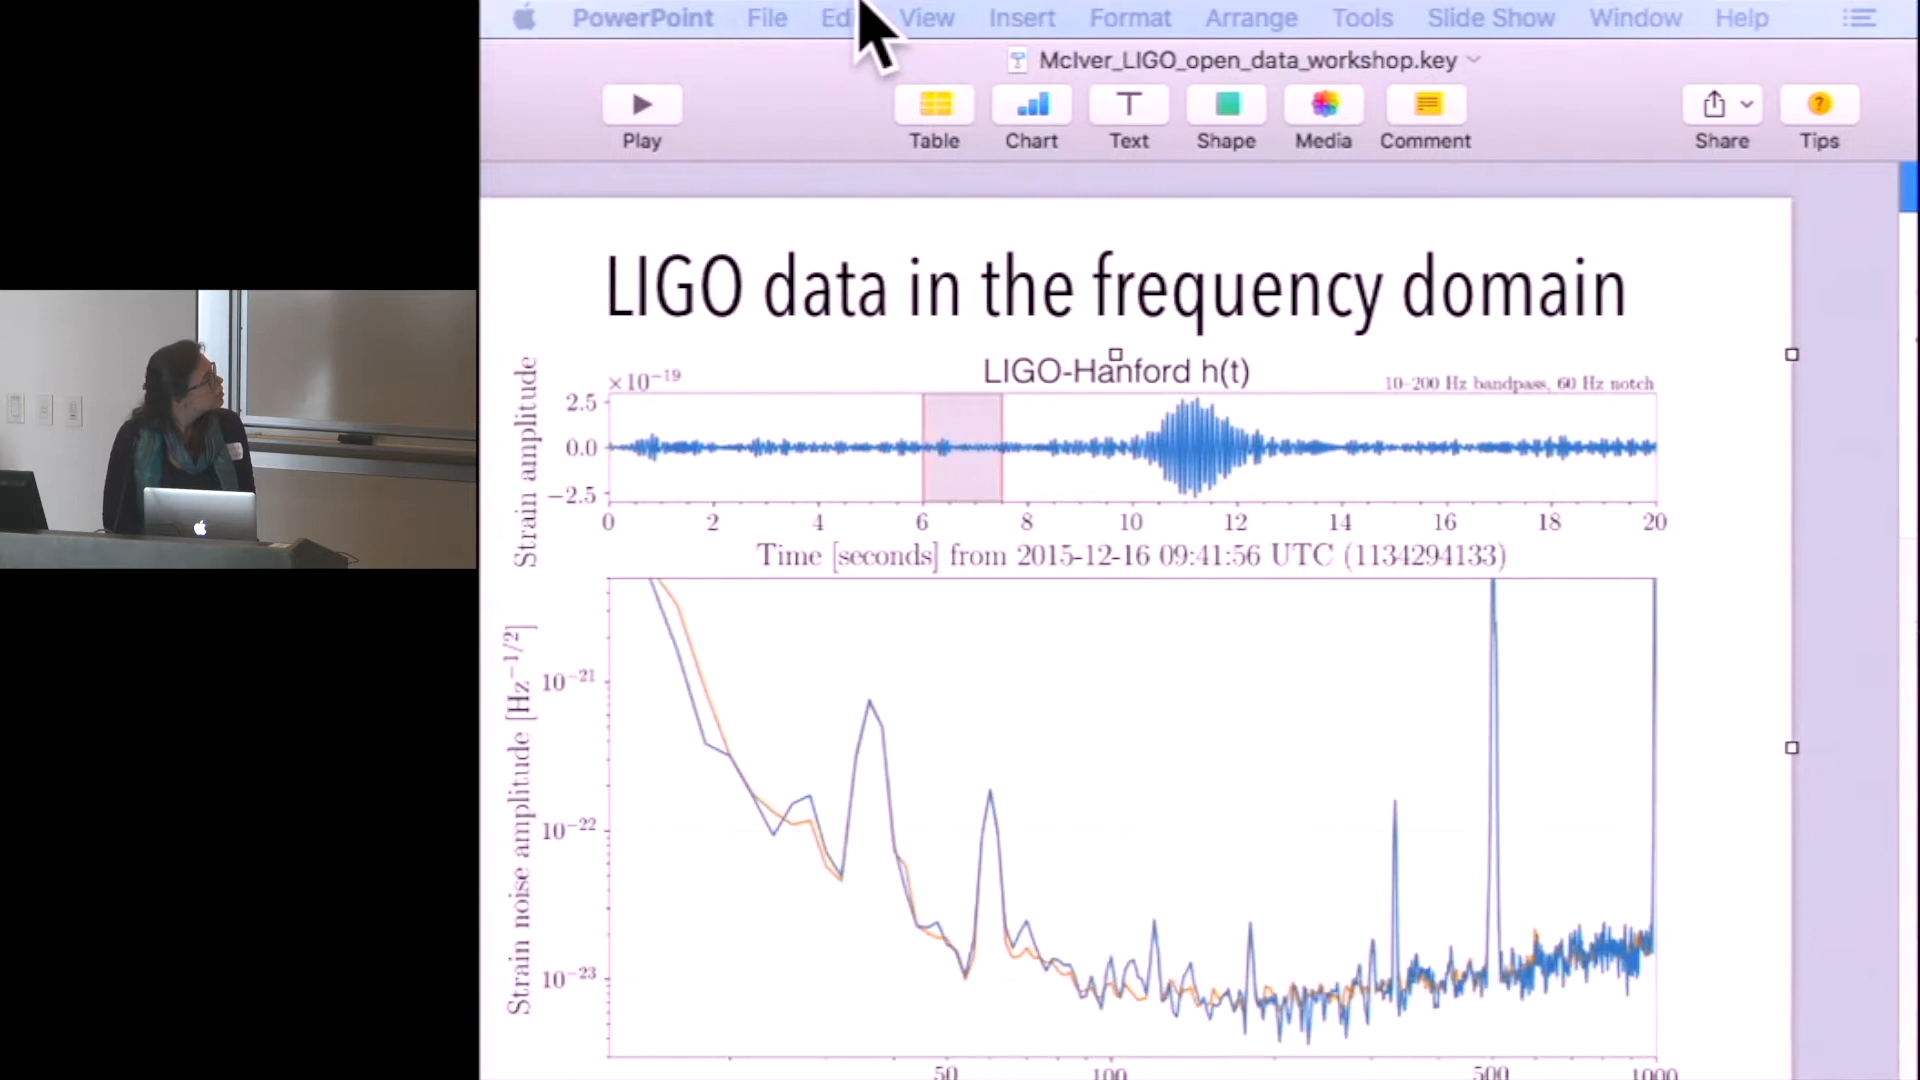 PowerPoint File Ed View Insert Format Arrange Tools Slide Show Window Help
McIver_LIGO_open_data_workshop.key
Play Table Chart Text Shape Media Comment Share Tips
LIGO data in the frequency domain
LIGO-Hanford h(t)
×10⁻¹⁹
10–200 Hz bandpass, 60 Hz notch
Strain amplitude
2.5
0.0
−2.5
0 2 4 6 8 10 12 14 16 18 20
Time [seconds] from 2015-12-16 09:41:56 UTC (1134294133)
Strain noise amplitude [Hz⁻¹/²]
10⁻²¹
10⁻²²
10⁻²³
50 100 500 1000